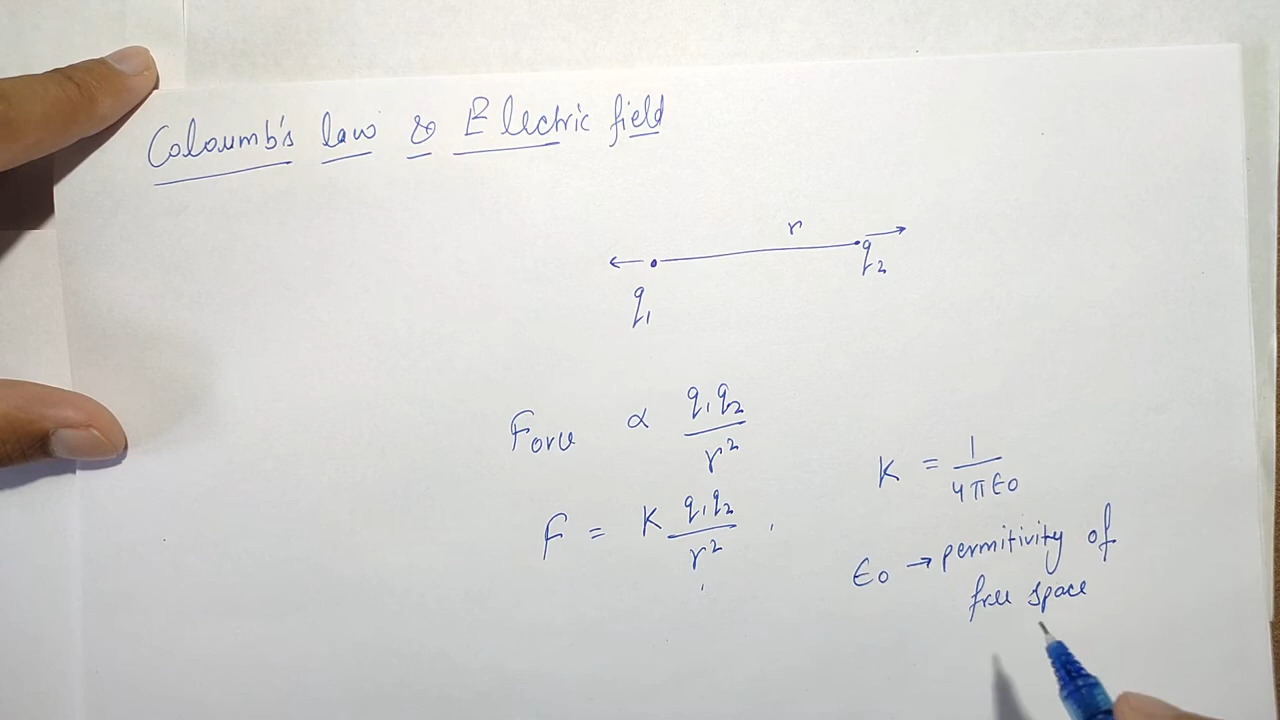 Coloumb's law & Electric field
r
q₁
q₂
Force ∝ q₁q₂ / r²
F = K q₁q₂ / r²
K = 1 / 4πϵ0
ϵ0 → permitivity of
free space